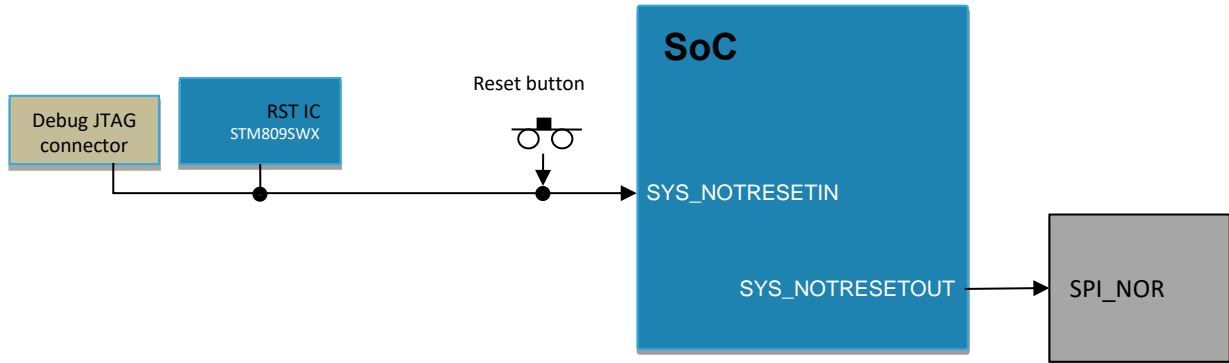 SoC
Reset button
RST IC
STM809SWX
Debug JTAG
connector
SYS_NOTRESETIN
SYS_NOTRESETOUT
SPI_NOR